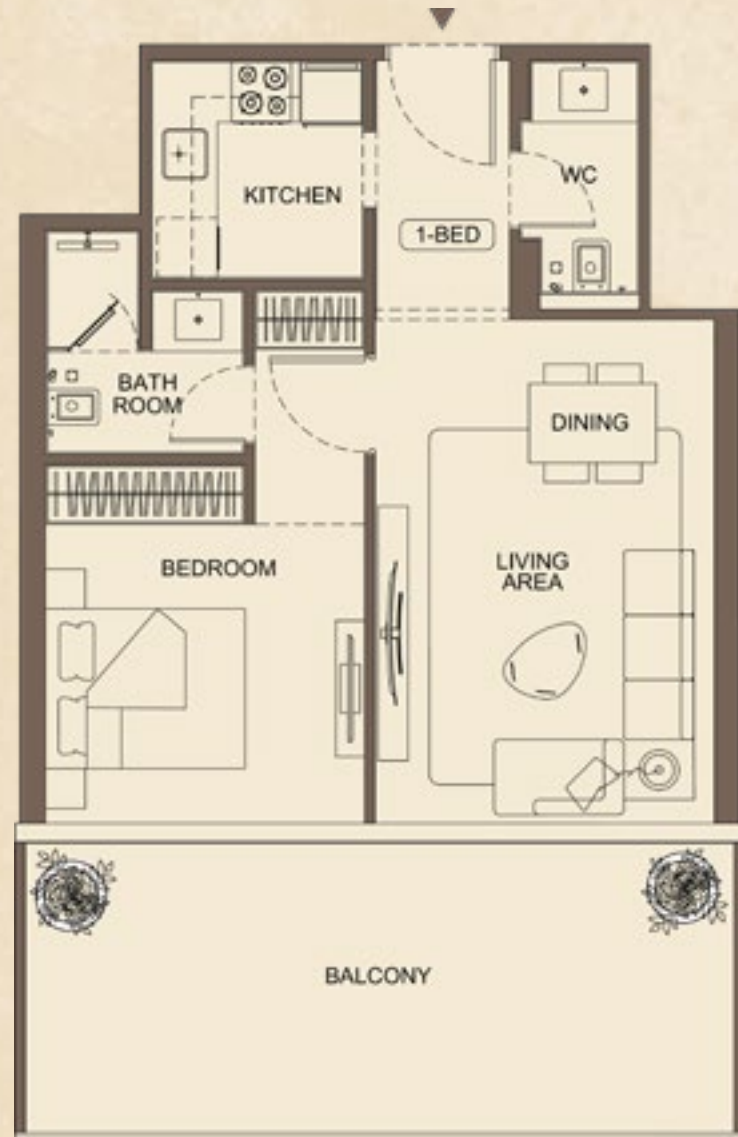 KITCHEN
WC
1-BED
BATH
ROOM
DINING
BEDROOM
LIVING
AREA
BALCONY